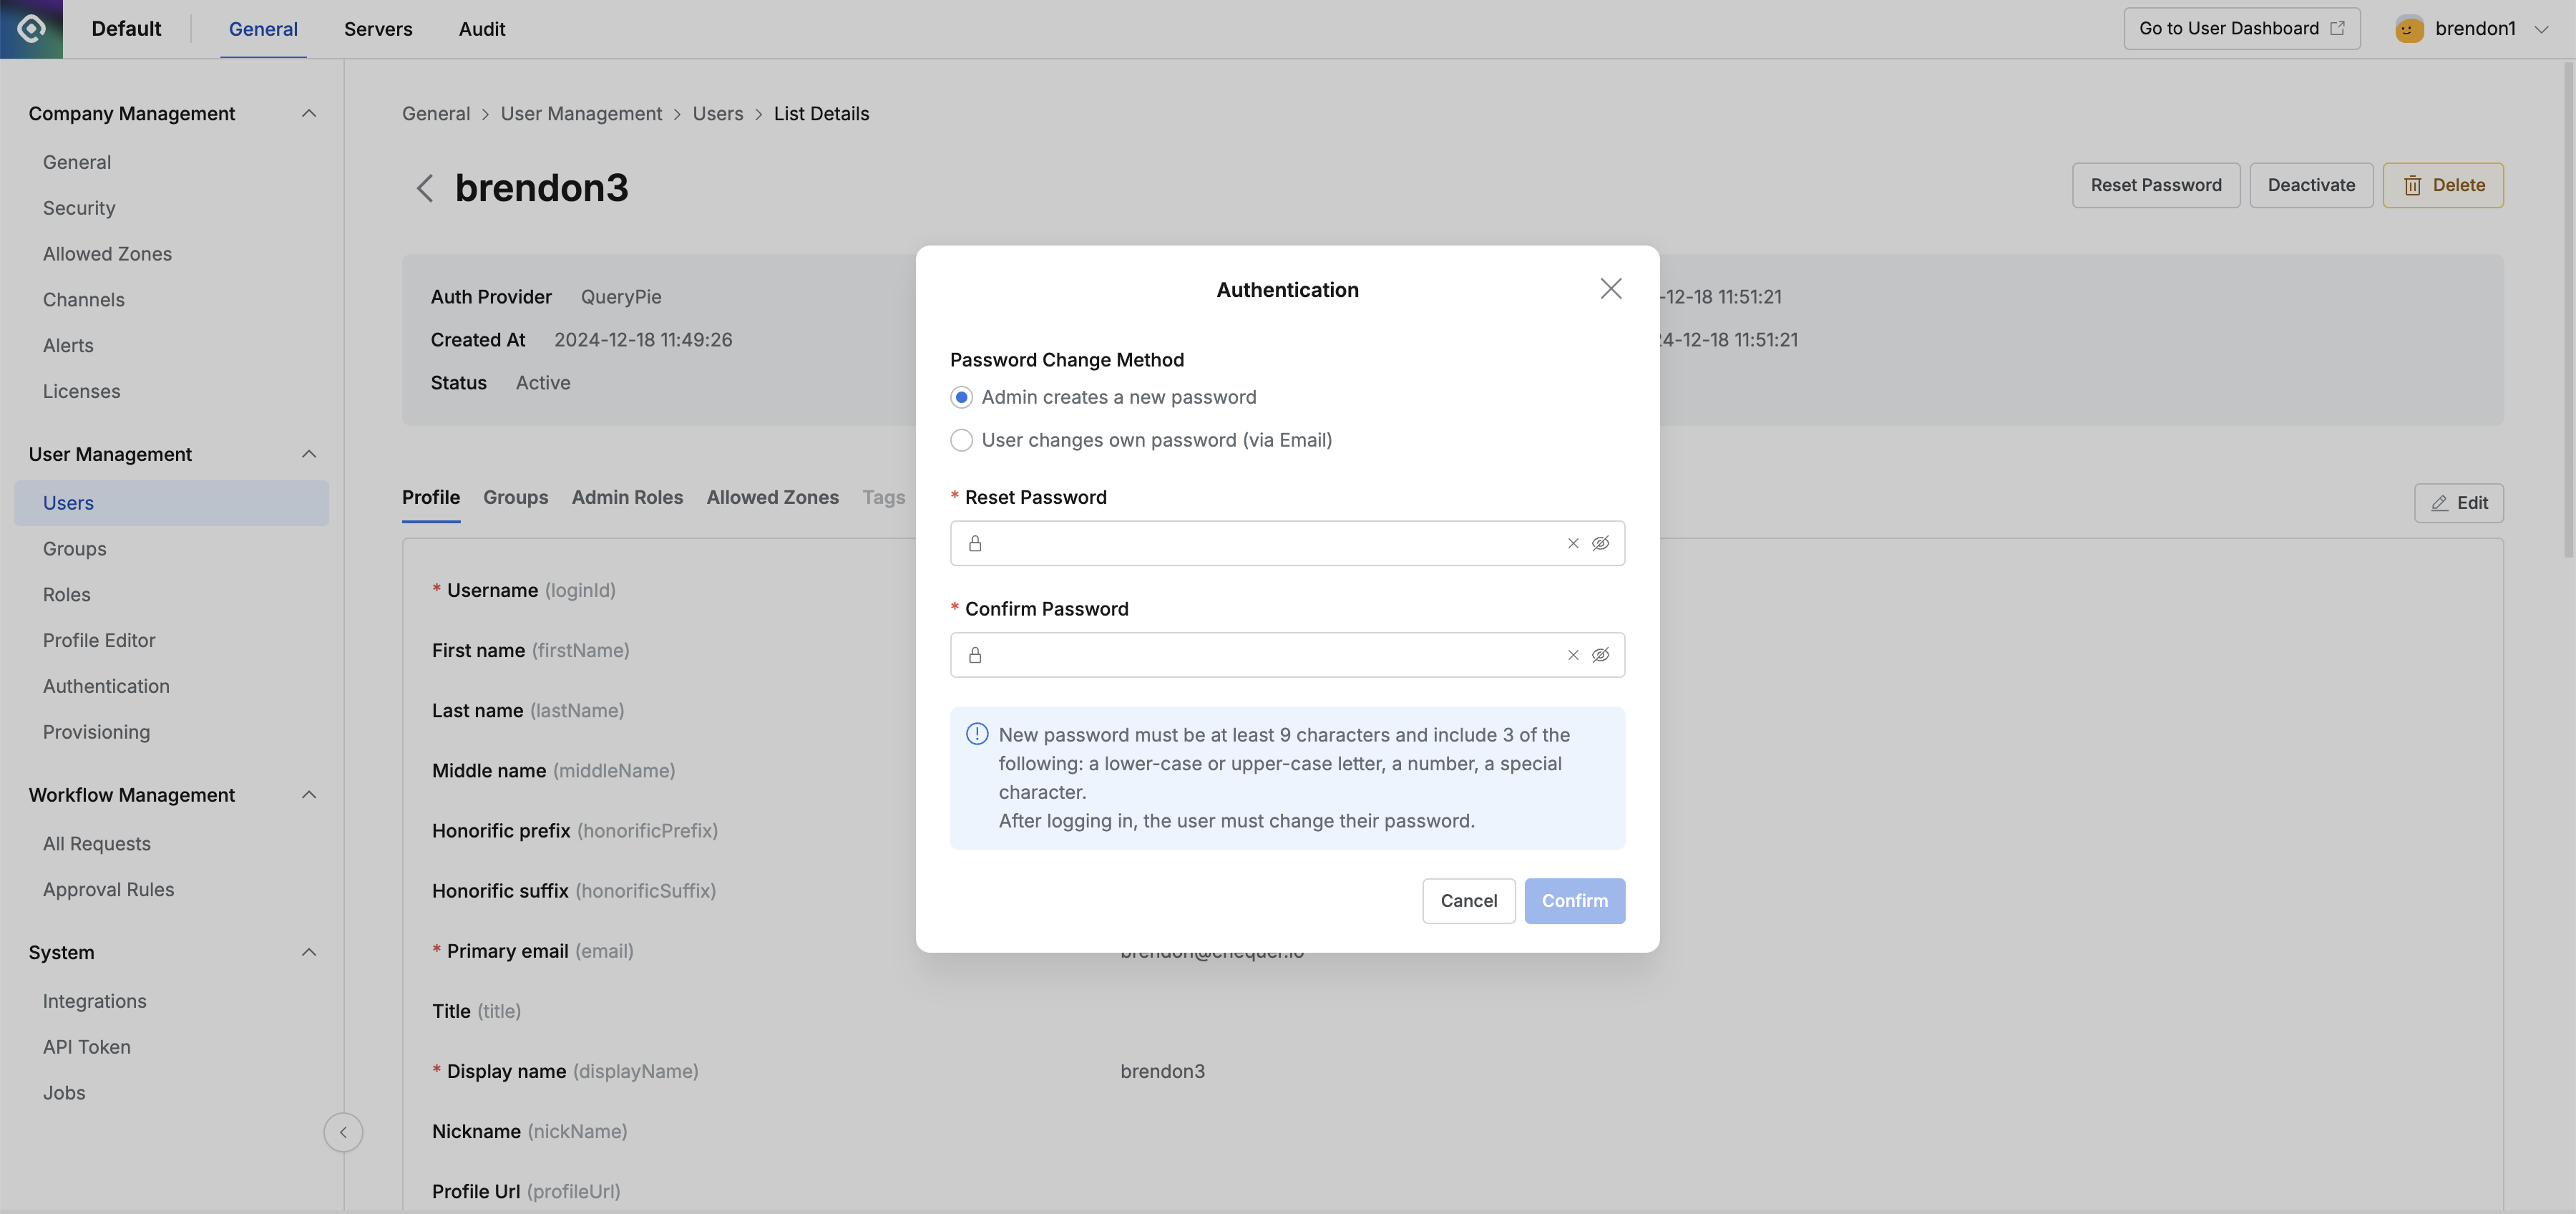 Default
General
Servers
Audit
Go to User Dashboard
brendon1
Company Management
General
Security
Allowed Zones
Channels
Alerts
Licenses
User Management
Users
Groups
Roles
Profile Editor
Authentication
Provisioning
Workflow Management
All Requests
Approval Rules
System
Integrations
API Token
Jobs
General > User Management > Users > List Details
brendon3
Reset Password
Deactivate
Delete
Auth Provider QueryPie
-12-18 11:51:21
Created At 2024-12-18 11:49:26
4-12-18 11:51:21
Status Active
Profile
Groups
Admin Roles
Allowed Zones
Tags
Edit
* Username (loginId)
First name (firstName)
Last name (lastName)
Middle name (middleName)
Honorific prefix (honorificPrefix)
Honorific suffix (honorificSuffix)
* Primary email (email)
brendon@chequer.io
Title (title)
* Display name (displayName)
brendon3
Nickname (nickName)
Profile Url (profileUrl)
Authentication
Password Change Method
Admin creates a new password
User changes own password (via Email)
* Reset Password
* Confirm Password
New password must be at least 9 characters and include 3 of the
following: a lower-case or upper-case letter, a number, a special
character.
After logging in, the user must change their password.
Cancel
Confirm